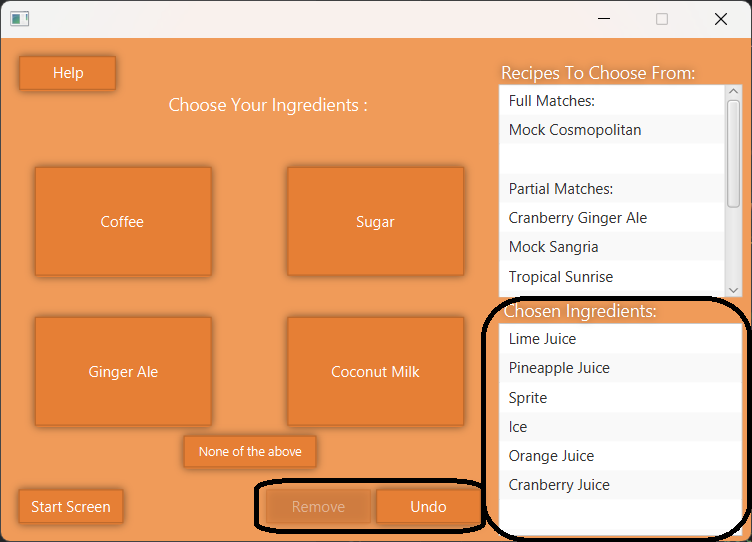 Help
Choose Your Ingredients :
Coffee
Sugar
Ginger Ale
Coconut Milk
None of the above
Start Screen
Remove
Undo
Recipes To Choose From:
Full Matches:
Mock Cosmopolitan
Partial Matches:
Cranberry Ginger Ale
Mock Sangria
Tropical Sunrise
Chosen Ingredients:
Lime Juice
Pineapple Juice
Sprite
Ice
Orange Juice
Cranberry Juice